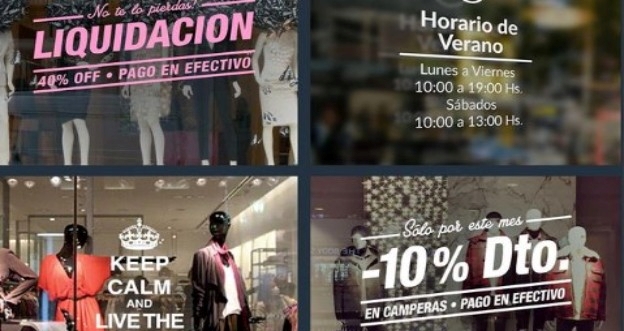 No te lo pierdas!
LIQUIDACION
40% OFF • PAGO EN EFECTIVO
Horario de
Verano
Lunes a Viernes
10:00 a 19:00 Hs.
Sábados
10:00 a 13:00 Hs.
KEEP
CALM
AND
LIVE THE
Sólo por este mes
-10% Dto.
EN CAMPERAS • PAGO EN EFECTIVO